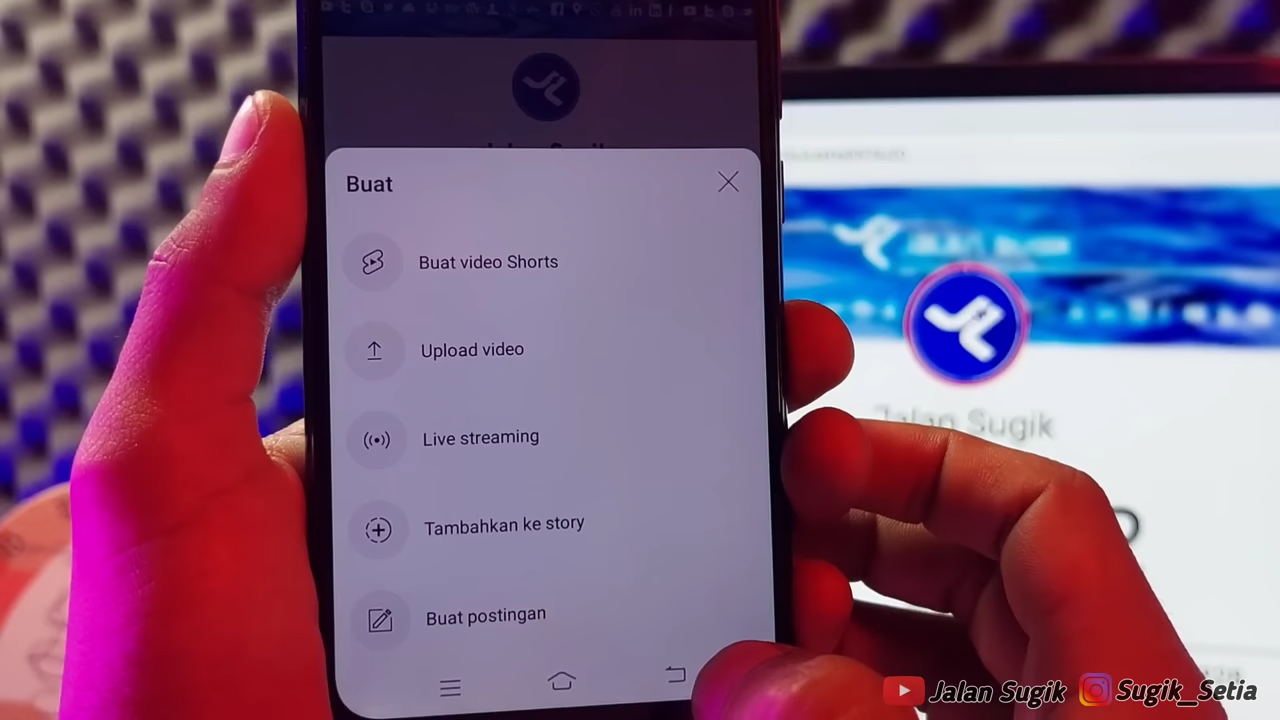 Buat
Buat video Shorts
Upload video
Live streaming
Tambahkan ke story
Buat postingan
Jalan Sugik
Jalan Sugik
Sugik_Setia